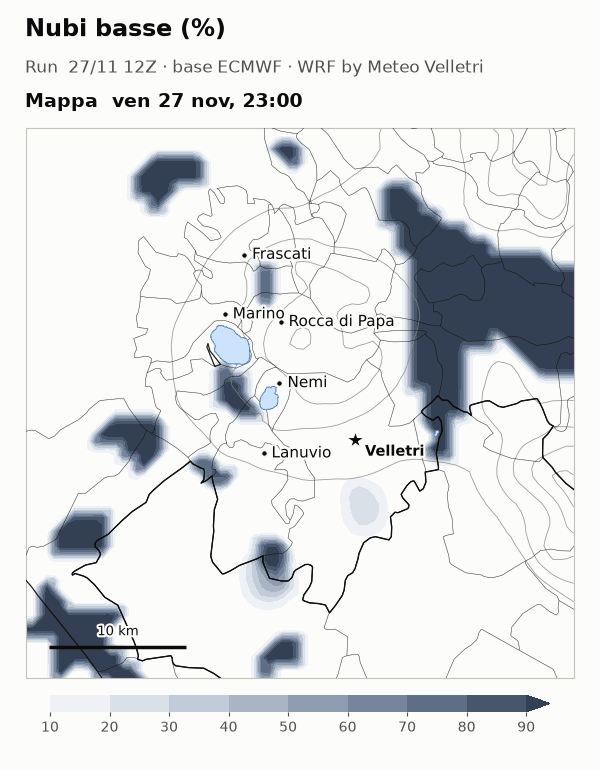 Nubi basse (%)
Run  27/11 12Z · base ECMWF · WRF by Meteo Velletri
Mappa  ven 27 nov, 23:00
Frascati
Marino
Rocca di Papa
Nemi
Velletri
Lanuvio
10 km
10 20 30 40 50 60 70 80 90